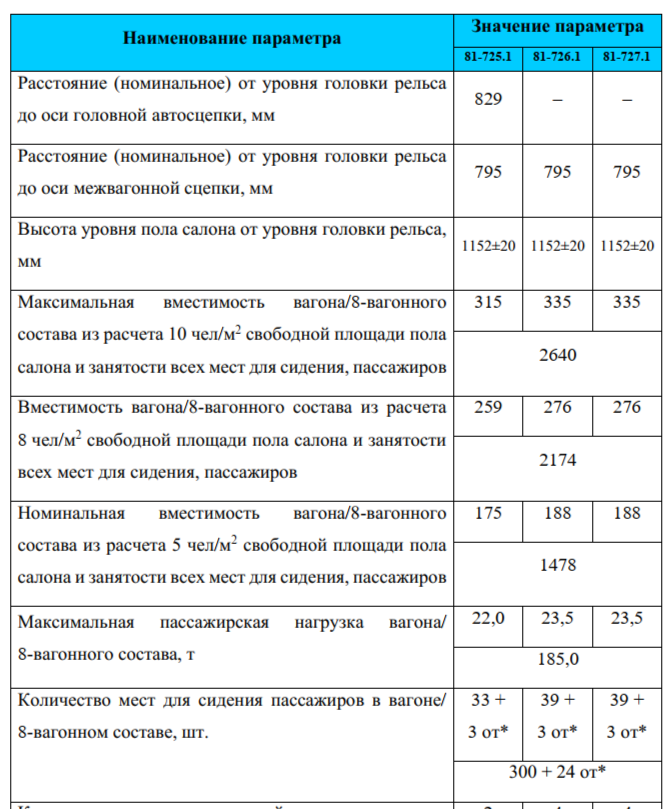 Наименование параметра
Значение параметра
81-725.1 81-726.1 81-727.1
Расстояние (номинальное) от уровня головки рельса
до оси головной автосцепки, мм
829 – –
Расстояние (номинальное) от уровня головки рельса
до оси межвагонной сцепки, мм
795 795 795
Высота уровня пола салона от уровня головки рельса,
мм
1152±20 1152±20 1152±20
Максимальная вместимость вагона/8-вагонного
состава из расчета 10 чел/м² свободной площади пола
салона и занятости всех мест для сидения, пассажиров
315 335 335
2640
Вместимость вагона/8-вагонного состава из расчета
8 чел/м² свободной площади пола салона и занятости
всех мест для сидения, пассажиров
259 276 276
2174
Номинальная вместимость вагона/8-вагонного
состава из расчета 5 чел/м² свободной площади пола
салона и занятости всех мест для сидения, пассажиров
175 188 188
1478
Максимальная пассажирская нагрузка вагона/
8-вагонного состава, т
22,0 23,5 23,5
185,0
Количество мест для сидения пассажиров в вагоне/
8-вагонном составе, шт.
33 + 39 + 39 +
3 от* 3 от* 3 от*
300 + 24 от*